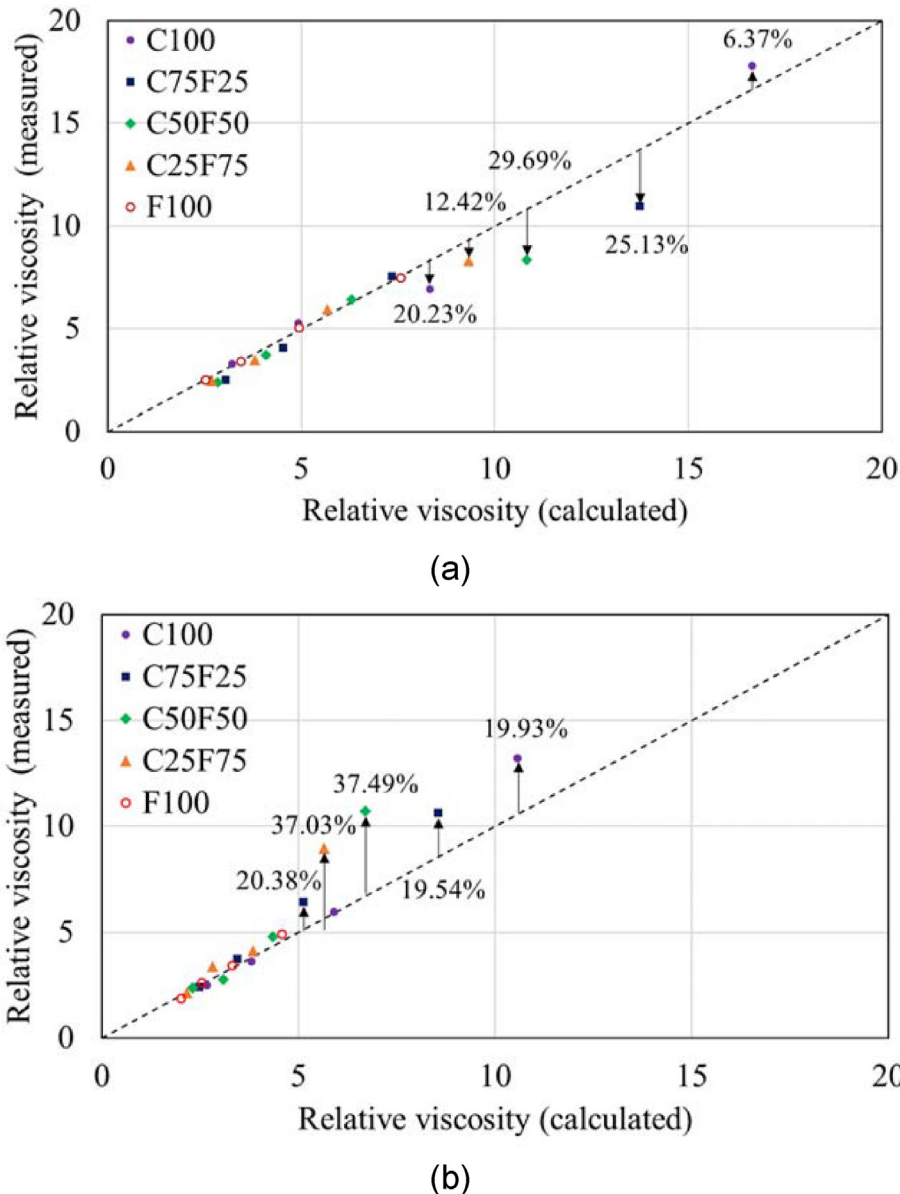 20
15
10
5
0
Relative viscosity (measured)
C100
C75F25
C50F50
C25F75
F100
6.37%
29.69%
12.42%
25.13%
20.23%
0 5 10 15 20
Relative viscosity (calculated)
(a)
20
15
10
5
0
Relative viscosity (measured)
C100
C75F25
C50F50
C25F75
F100
19.93%
37.49%
37.03%
20.38%
19.54%
0 5 10 15 20
Relative viscosity (calculated)
(b)